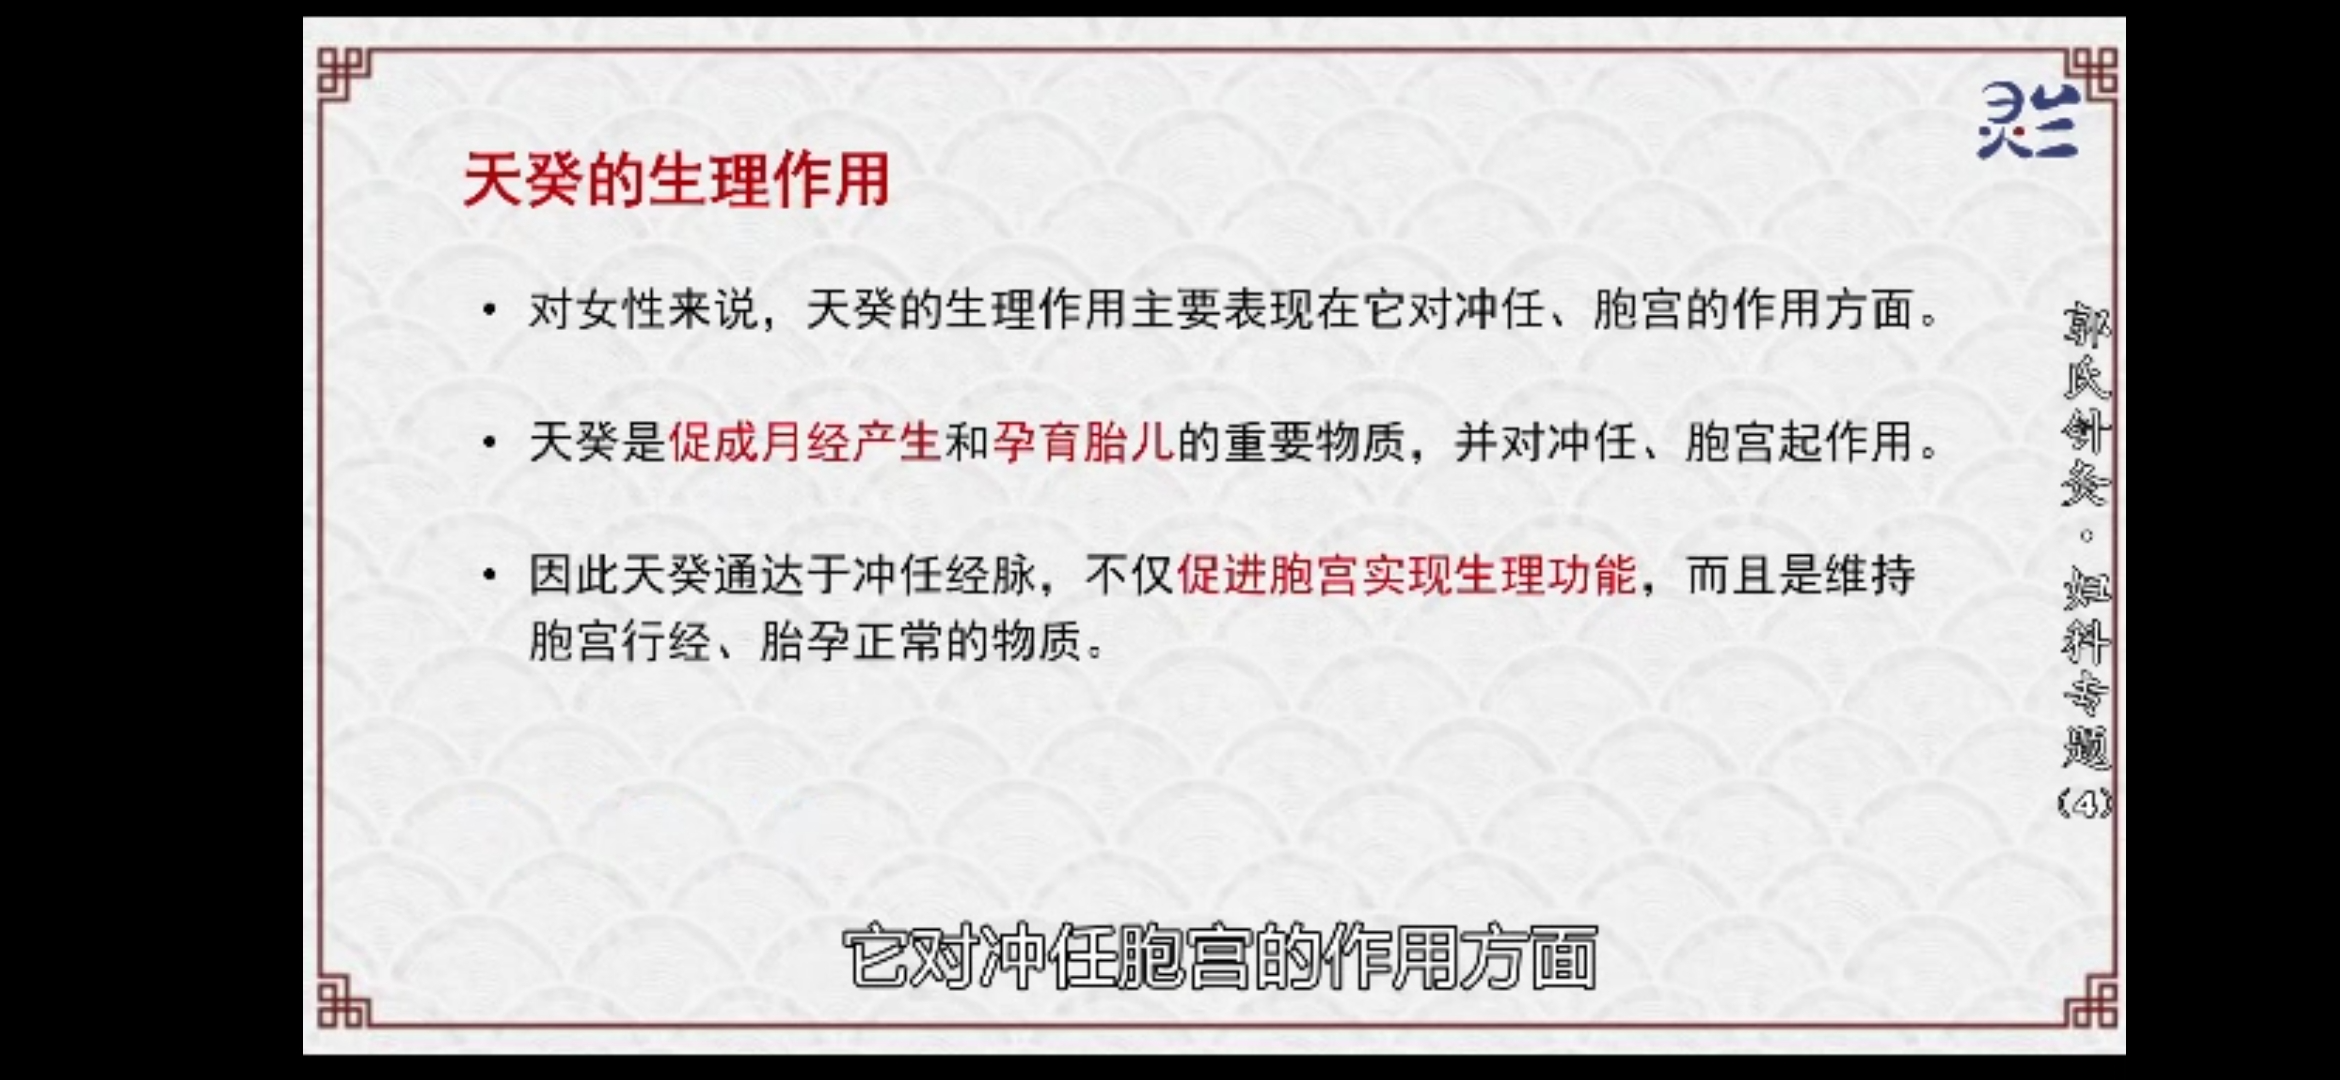 天癸的生理作用
• 对女性来说，天癸的生理作用主要表现在它对冲任、胞宫的作用方面。
• 天癸是促成月经产生和孕育胎儿的重要物质，并对冲任、胞宫起作用。
• 因此天癸通达于冲任经脉，不仅促进胞宫实现生理功能，而且是维持
胞宫行经、胎孕正常的物质。
郭氏针灸·妇科专题(4)
它对冲任胞宫的作用方面